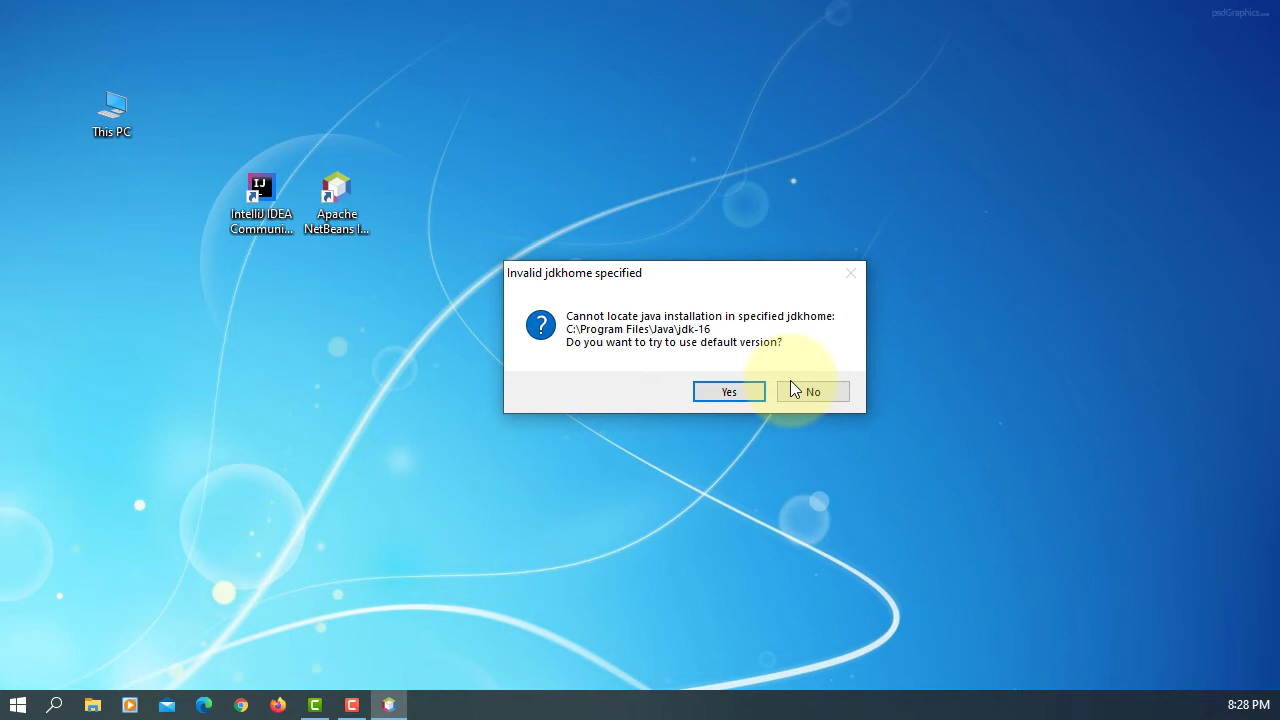 psdGraphics.com
This PC
IJ
IntelliJ IDEA
Communi...
Apache
NetBeans I...
Invalid jdkhome specified
?
Cannot locate java installation in specified jdkhome:
C:\Program Files\Java\jdk-16
Do you want to try to use default version?
Yes
No
C
C
8:28 PM